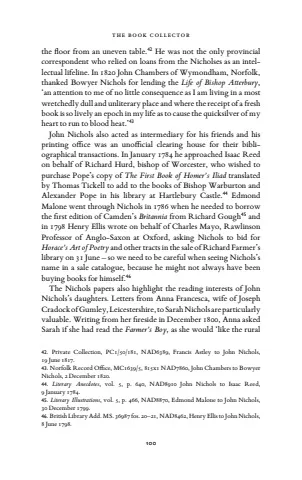 THE BOOK COLLECTOR
the floor from an uneven table.⁴² He was not the only provincial
correspondent who relied on loans from the Nicholses as an intel-
lectual lifeline. In 1820 John Chambers of Wymondham, Norfolk,
thanked Bowyer Nichols for lending the Life of Bishop Atterbury,
'an attention to me of no little consequence as I am living in a most
wretchedly dull and unliterary place and where the receipt of a fresh
book is so lively an epoch in my life as to cause the quicksilver of my
heart to run to blood heat.'⁴³
John Nichols also acted as intermediary for his friends and his
printing office was an unofficial clearing house for their bibli-
ographical transactions. In January 1784 he approached Isaac Reed
on behalf of Richard Hurd, bishop of Worcester, who wished to
purchase Pope's copy of The First Book of Homer's Iliad translated
by Thomas Tickell to add to the books of Bishop Warburton and
Alexander Pope in his library at Hartlebury Castle.⁴⁴ Edmond
Malone went through Nichols in 1786 when he needed to borrow
the first edition of Camden's Britannia from Richard Gough⁴⁵ and
in 1798 Henry Ellis wrote on behalf of Charles Mayo, Rawlinson
Professor of Anglo-Saxon at Oxford, asking Nichols to bid for
Horace's Art of Poetry and other tracts in the sale of Richard Farmer's
library on 31 June – so we need to be careful when seeing Nichols's
name in a sale catalogue, because he might not always have been
buying books for himself.⁴⁶
The Nichols papers also highlight the reading interests of John
Nichols's daughters. Letters from Anna Francesca, wife of Joseph
Cradock of Gumley, Leicestershire, to Sarah Nichols are particularly
valuable. Writing from her fireside in December 1800, Anna asked
Sarah if she had read the Farmer's Boy, as she would 'like the rural
42. Private Collection, PC1/50/181, NAD6389, Francis Astley to John Nichols,
19 June 1817.
43. Norfolk Record Office, MC1639/5, 815x1 NAD7860, John Chambers to Bowyer
Nichols, 2 December 1820.
44. Literary Anecdotes, vol. 5, p. 640, NAD8910 John Nichols to Isaac Reed,
9 January 1784.
45. Literary Illustrations, vol. 5, p. 466, NAD8870, Edmond Malone to John Nichols,
30 December 1799.
46. British Library Add. MS. 36987 fos. 20–21, NAD8462, Henry Ellis to John Nichols,
8 June 1798.
100